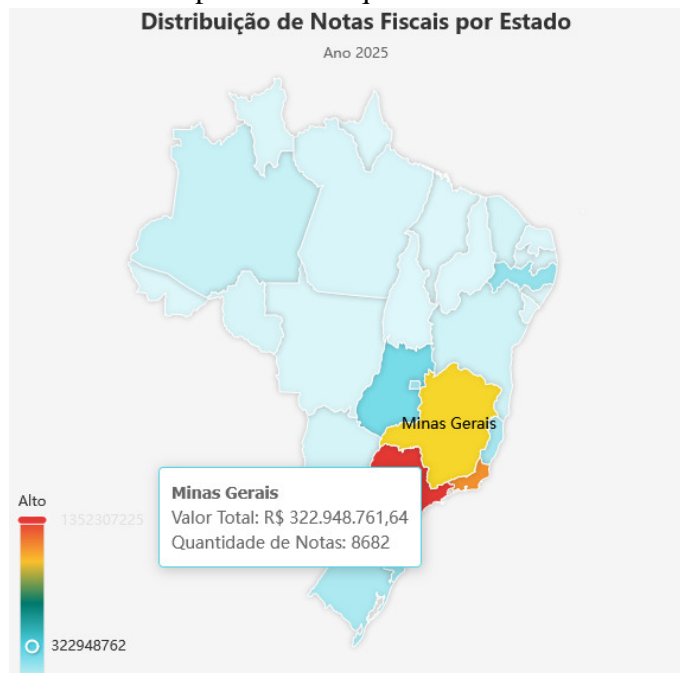 Distribuição de Notas Fiscais por Estado
Ano 2025
Minas Gerais
Minas Gerais
Valor Total: R$ 322.948.761,64
Quantidade de Notas: 8682
Alto
1352307225
322948762